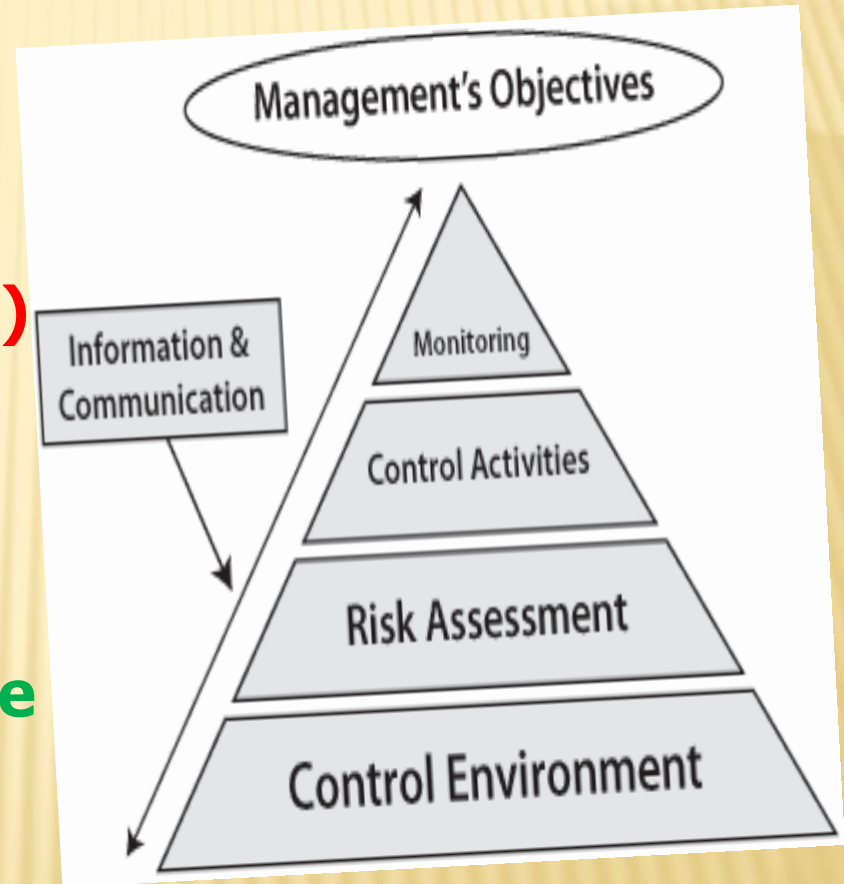 Management's Objectives
)
Information &
Communication
Monitoring
Control Activities
Risk Assessment
e
Control Environment